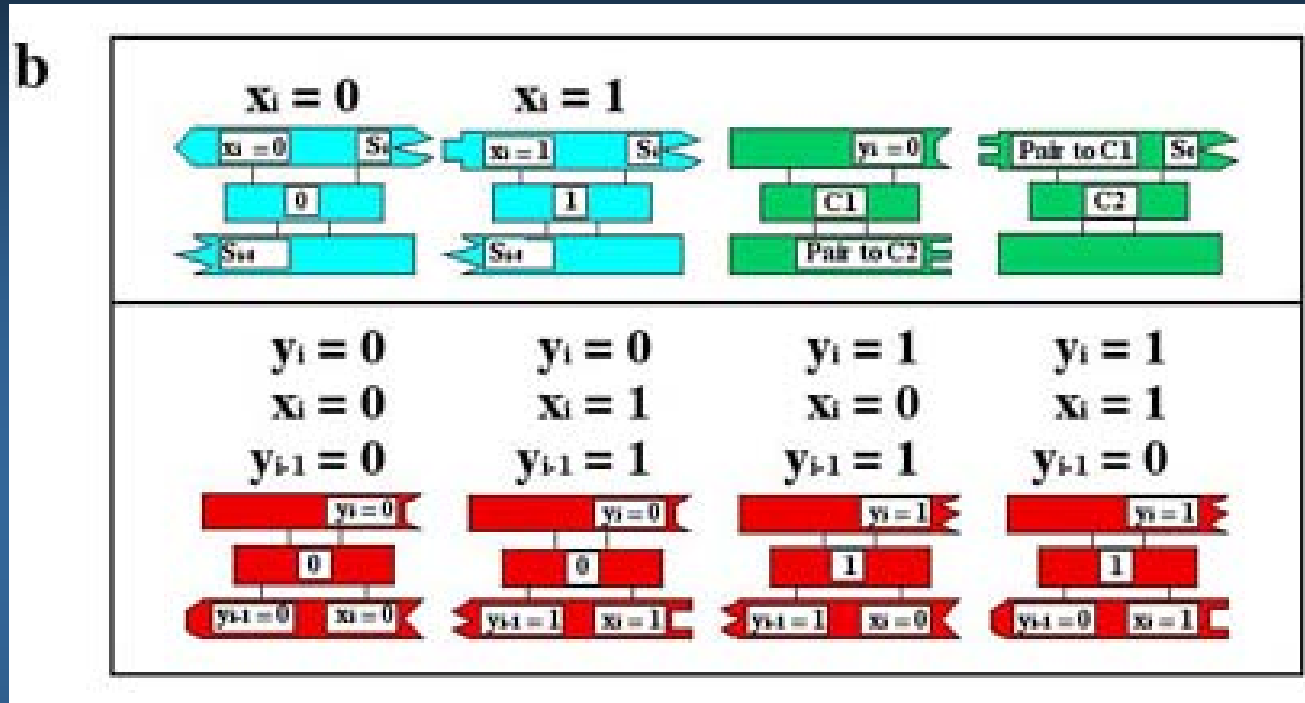 b
xi = 0 xi = 1
xi = 0 Si xi = 1 Si yi = 0 Pair to C1 Si
0 1 C1 C2
Si-1 Si-1 Pair to C2
yi = 0 yi = 0 yi = 1 yi = 1
xi = 0 xi = 1 xi = 0 xi = 1
yi-1 = 0 yi-1 = 1 yi-1 = 1 yi-1 = 0
yi = 0 yi = 0 yi = 1 yi = 1
0 0 1 1
yi-1 = 0 xi = 0 yi-1 = 1 xi = 1 yi-1 = 1 xi = 0 yi-1 = 0 xi = 1